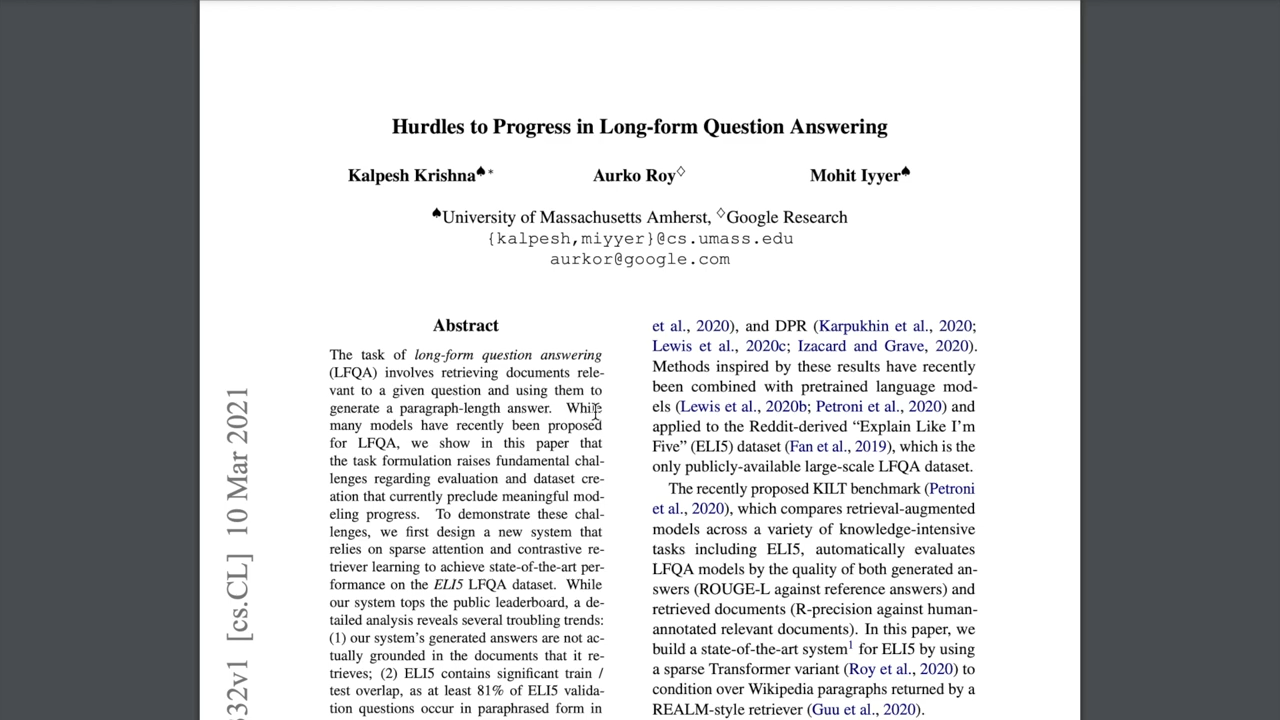 Hurdles to Progress in Long-form Question Answering
Kalpesh Krishna♠* Aurko Roy♢ Mohit Iyyer♠
♠University of Massachusetts Amherst, ♢Google Research
{kalpesh,miyyer}@cs.umass.edu
aurkor@google.com
Abstract
The task of long-form question answering
(LFQA) involves retrieving documents rele-
vant to a given question and using them to
generate a paragraph-length answer. While
many models have recently been proposed
for LFQA, we show in this paper that
the task formulation raises fundamental chal-
lenges regarding evaluation and dataset cre-
ation that currently preclude meaningful mod-
eling progress. To demonstrate these chal-
lenges, we first design a new system that
relies on sparse attention and contrastive re-
triever learning to achieve state-of-the-art per-
formance on the ELI5 LFQA dataset. While
our system tops the public leaderboard, a de-
tailed analysis reveals several troubling trends:
(1) our system's generated answers are not ac-
tually grounded in the documents that it re-
trieves; (2) ELI5 contains significant train /
test overlap, as at least 81% of ELI5 valida-
tion questions occur in paraphrased form in
et al., 2020), and DPR (Karpukhin et al., 2020;
Lewis et al., 2020c; Izacard and Grave, 2020).
Methods inspired by these results have recently
been combined with pretrained language mod-
els (Lewis et al., 2020b; Petroni et al., 2020) and
applied to the Reddit-derived "Explain Like I'm
Five" (ELI5) dataset (Fan et al., 2019), which is the
only publicly-available large-scale LFQA dataset.
The recently proposed KILT benchmark (Petroni
et al., 2020), which compares retrieval-augmented
models across a variety of knowledge-intensive
tasks including ELI5, automatically evaluates
LFQA models by the quality of both generated an-
swers (ROUGE-L against reference answers) and
retrieved documents (R-precision against human-
annotated relevant documents). In this paper, we
build a state-of-the-art system1 for ELI5 by using
a sparse Transformer variant (Roy et al., 2020) to
condition over Wikipedia paragraphs returned by a
REALM-style retriever (Guu et al., 2020).
332v1 [cs.CL] 10 Mar 2021